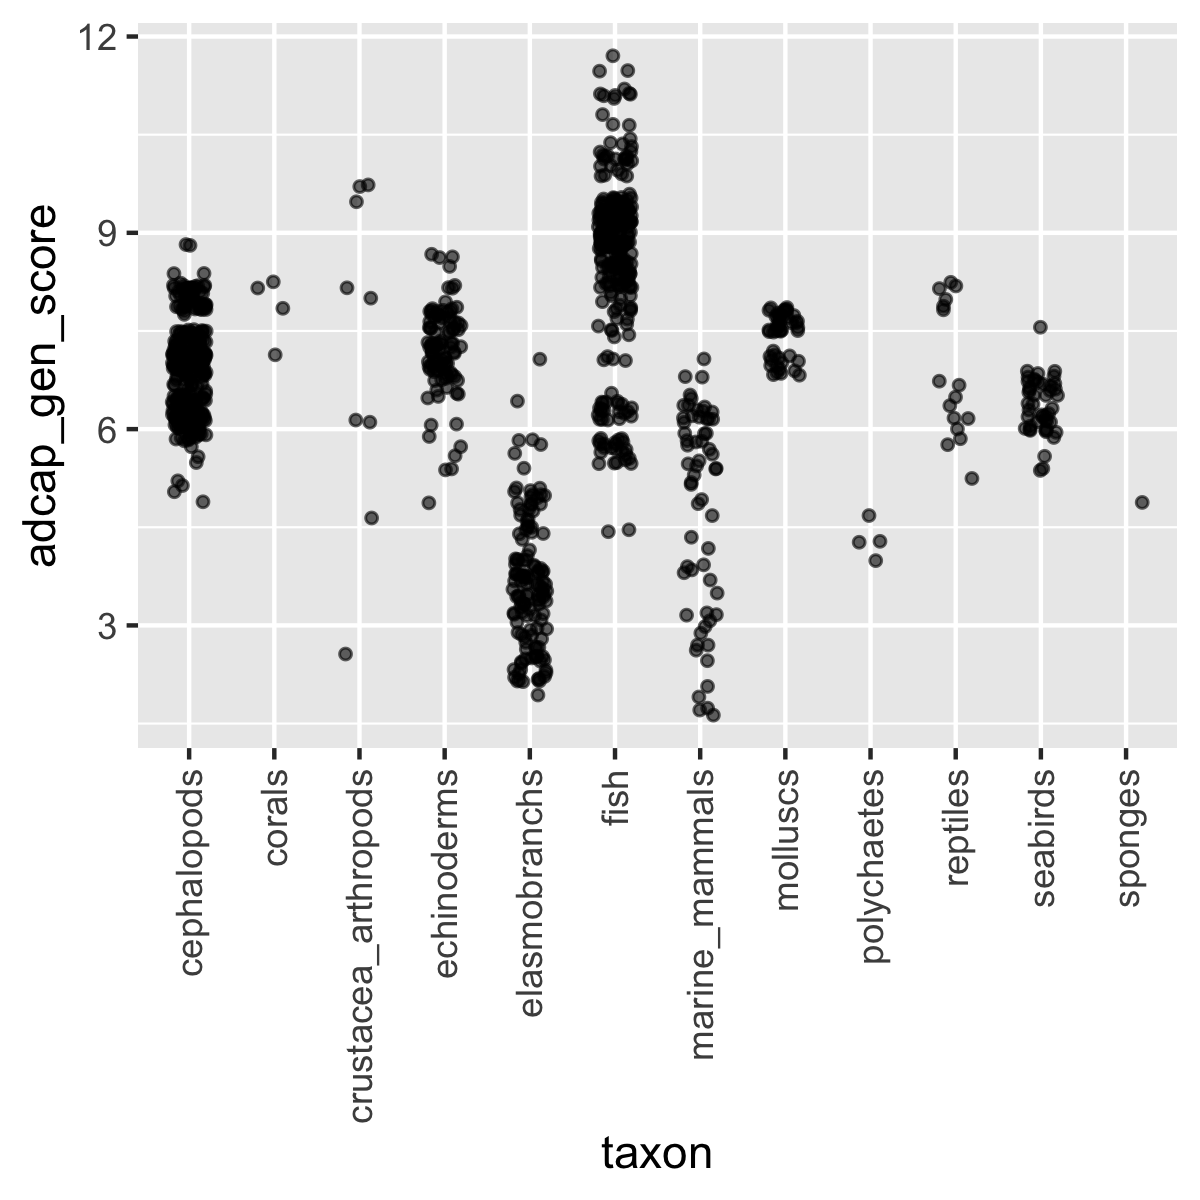 12
9
6
3
adcap_gen_score
cephalopods
corals
crustacea_arthropods
echinoderms
elasmobranchs
fish
marine_mammals
molluscs
polychaetes
reptiles
seabirds
sponges
taxon